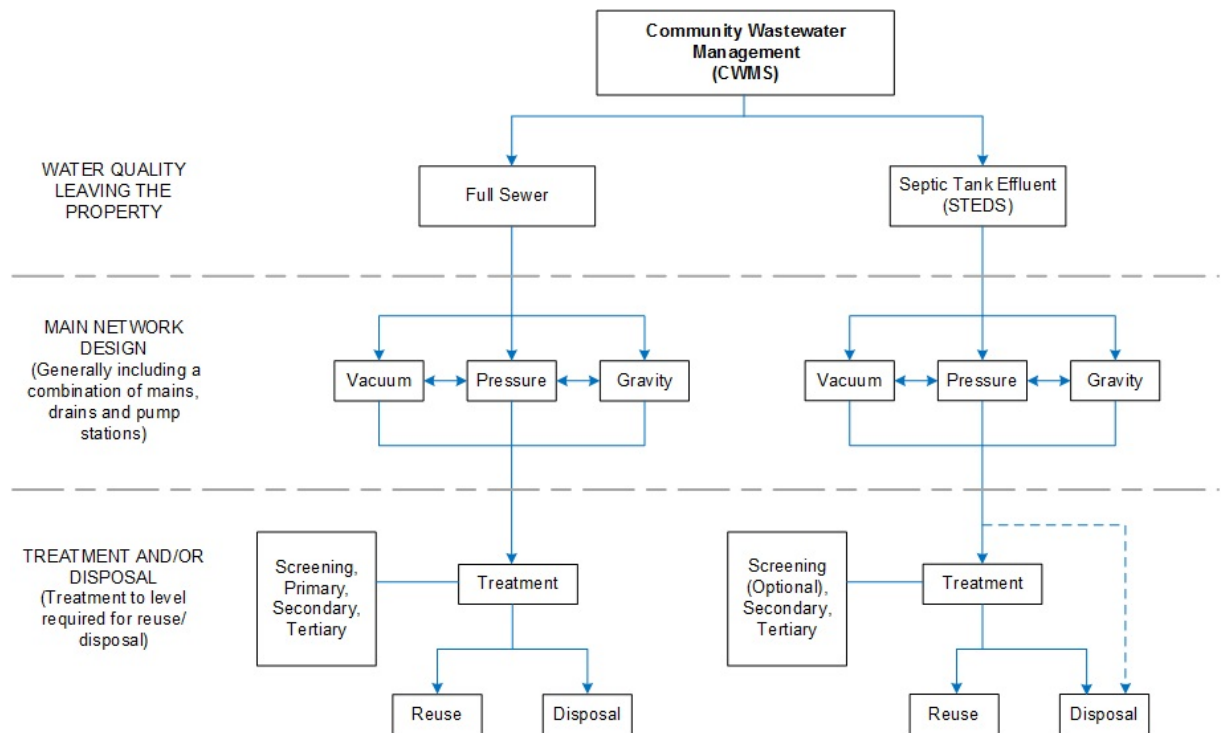 Community Wastewater
Management
(CWMS)
WATER QUALITY
LEAVING THE
PROPERTY
Full Sewer
Septic Tank Effluent
(STEDS)
MAIN NETWORK
DESIGN
(Generally including a
combination of mains,
drains and pump
stations)
Vacuum
Pressure
Gravity
Vacuum
Pressure
Gravity
TREATMENT AND/OR
DISPOSAL
(Treatment to level
required for reuse/
disposal)
Screening,
Primary,
Secondary,
Tertiary
Treatment
Screening
(Optional),
Secondary,
Tertiary
Treatment
Reuse
Disposal
Reuse
Disposal